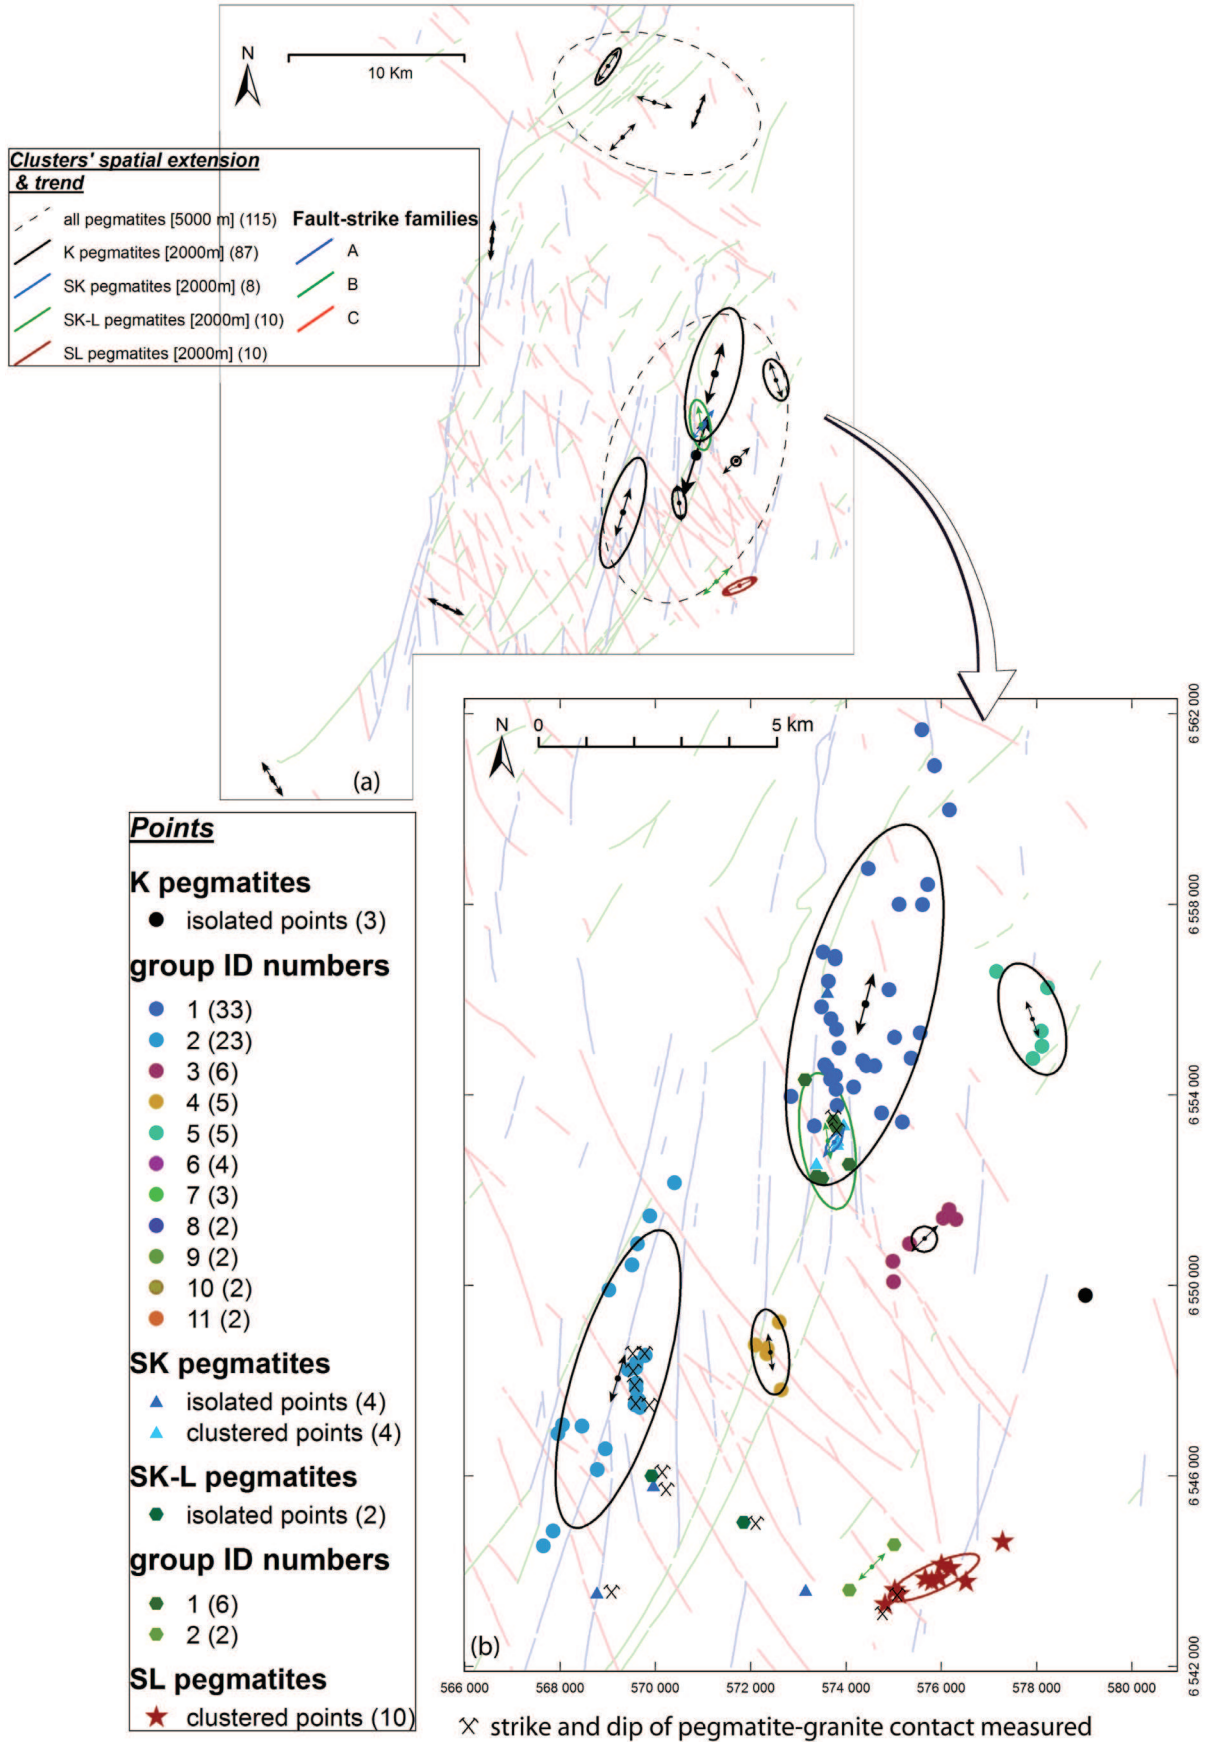 N
10 Km
Clusters' spatial extension
& trend
all pegmatites [5000 m] (115)
K pegmatites [2000m] (87)
SK pegmatites [2000m] (8)
SK-L pegmatites [2000m] (10)
SL pegmatites [2000m] (10)
Fault-strike families
A
B
C
(a)
Points
K pegmatites
isolated points (3)
group ID numbers
1 (33)
2 (23)
3 (6)
4 (5)
5 (5)
6 (4)
7 (3)
8 (2)
9 (2)
10 (2)
11 (2)
SK pegmatites
isolated points (4)
clustered points (4)
SK-L pegmatites
isolated points (2)
group ID numbers
1 (6)
2 (2)
SL pegmatites
clustered points (10)
N
0
5 km
6 562 000
6 558 000
6 554 000
6 550 000
6 546 000
6 542 000
(b)
566 000 568 000 570 000 572 000 574 000 576 000 578 000 580 000
strike and dip of pegmatite-granite contact measured